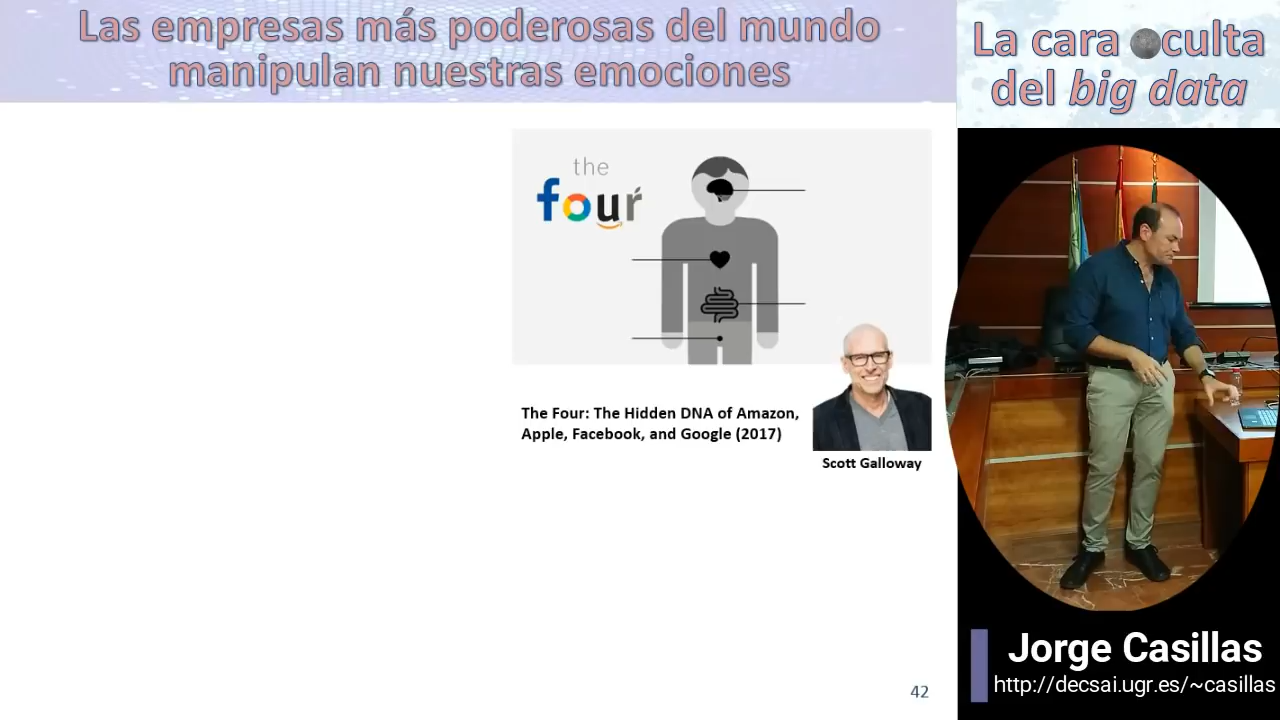 Las empresas más poderosas del mundo
manipulan nuestras emociones
the
four
The Four: The Hidden DNA of Amazon,
Apple, Facebook, and Google (2017)
Scott Galloway
42
La cara oculta
del big data
Jorge Casillas
http://decsai.ugr.es/~casillas